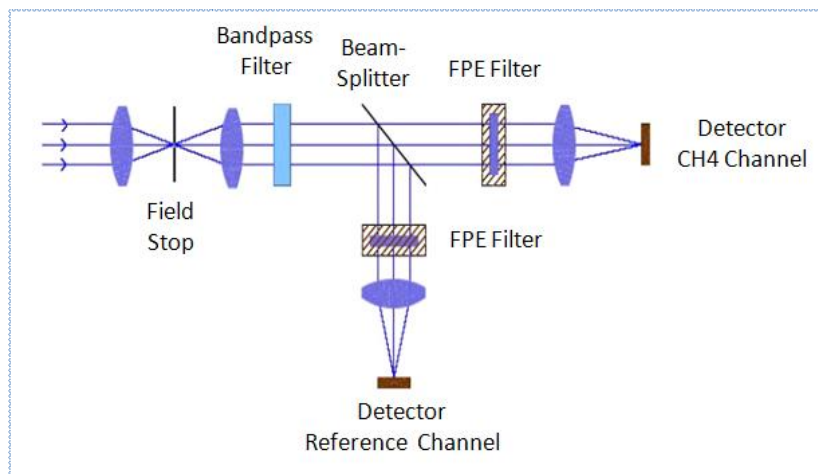 Bandpass
Filter
Beam-
Splitter
FPE Filter
Detector
CH4 Channel
Field
Stop
FPE Filter
Detector
Reference Channel